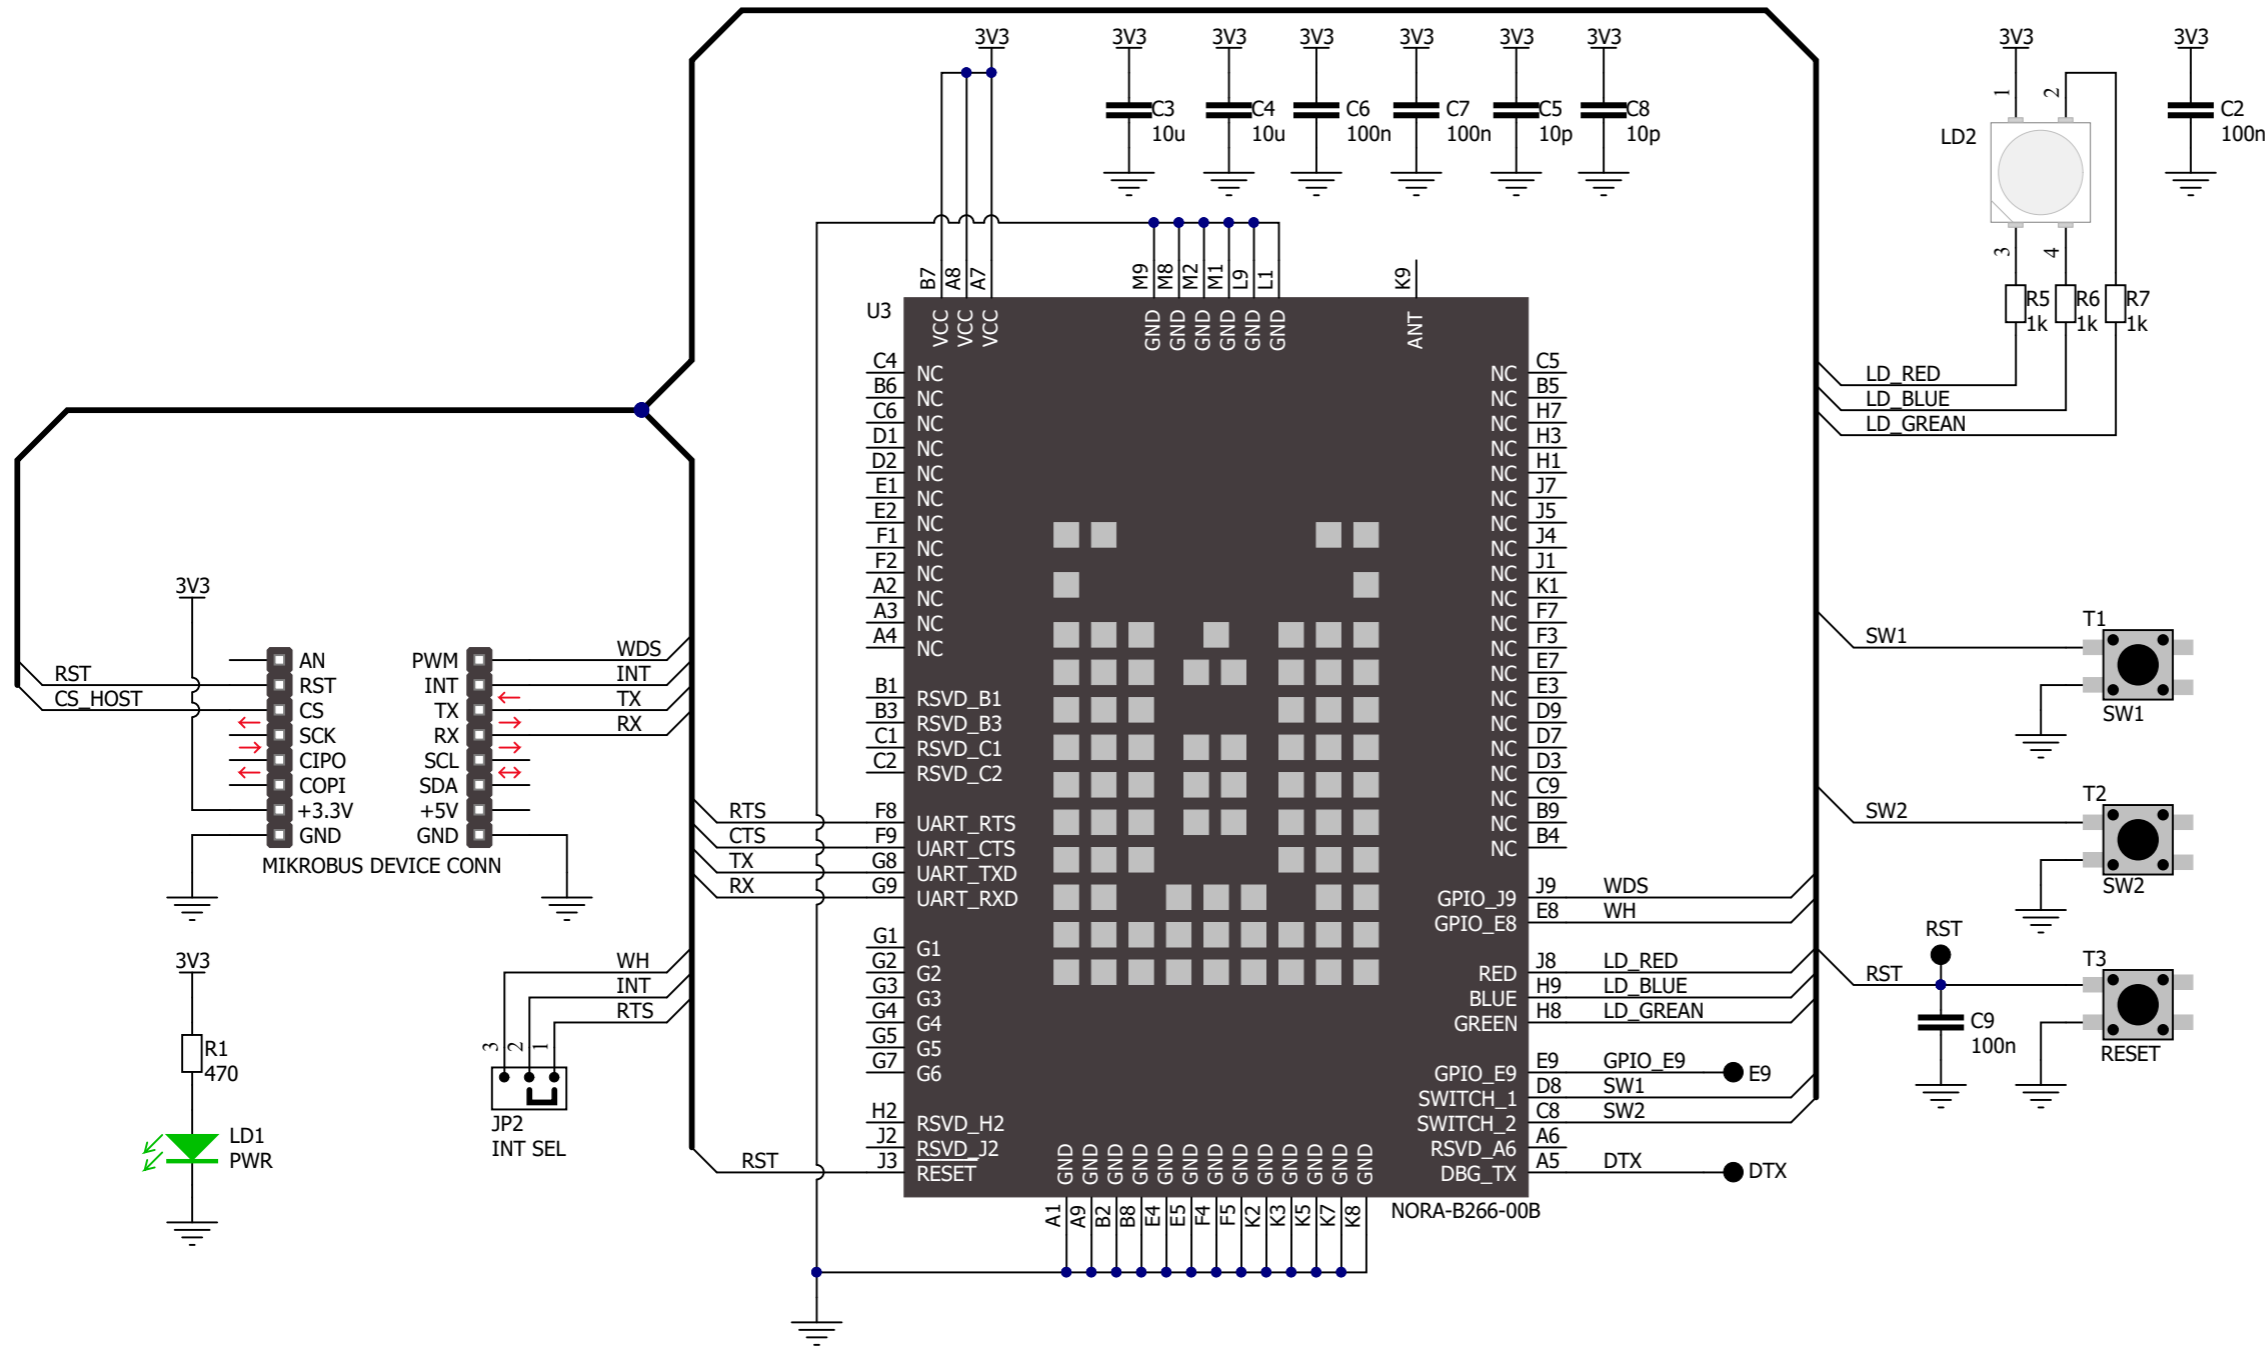 3V3 3V3 3V3 3V3 3V3 3V3 3V3 3V3 3V3
C3 10u
C4 10u
C6 100n
C7 100n
C5 10p
C8 10p
LD2
1 2
3 4
C2 100n
R5 1k
R6 1k
R7 1k
LD_RED
LD_BLUE
LD_GREAN
U3
B7 A8 A7 M9 M8 M2 M1 L9 L1 K9
VCC VCC VCC GND GND GND GND GND GND ANT
C4 NC NC C5
B6 NC NC B5
C6 NC NC H7
D1 NC NC H3
D2 NC NC H1
E1 NC NC J7
E2 NC NC J5
F1 NC NC J4
F2 NC NC J1
A2 NC NC K1
A3 NC NC F7
A4 NC NC F3
NC E7
B1 RSVD_B1 NC E3
B3 RSVD_B3 NC D9
C1 RSVD_C1 NC D7
C2 RSVD_C2 NC D3
NC C9
RTS F8 UART_RTS NC B9
CTS F9 UART_CTS NC B4
TX G8 UART_TXD
RX G9 UART_RXD GPIO_J9 J9 WDS
GPIO_E8 E8 WH
G1 G1
G2 G2 RED J8 LD_RED
G3 G3 BLUE H9 LD_BLUE
G4 G4 GREEN H8 LD_GREAN
G5 G5
G7 G6 GPIO_E9 E9 GPIO_E9 E9
SWITCH_1 D8 SW1
H2 RSVD_H2 SWITCH_2 C8 SW2
J2 RSVD_J2 RSVD_A6 A6
RST J3 RESET DBG_TX A5 DTX DTX
GND GND GND GND GND GND GND GND GND GND GND GND GND
A1 A9 B2 B8 E4 E5 F4 F5 K2 K3 K5 K7 K8
NORA-B266-00B
3V3
AN PWM WDS
RST RST INT INT
CS_HOST CS TX TX
SCK RX RX
CIPO SCL
COPI SDA
+3.3V +5V
GND GND
MIKROBUS DEVICE CONN
3V3
R1
470
LD1
PWR
WH
INT
RTS
3 2 1
JP2
INT SEL
T1
SW1
SW1
T2
SW2
SW2
RST
T3
RST
C9
100n
RESET